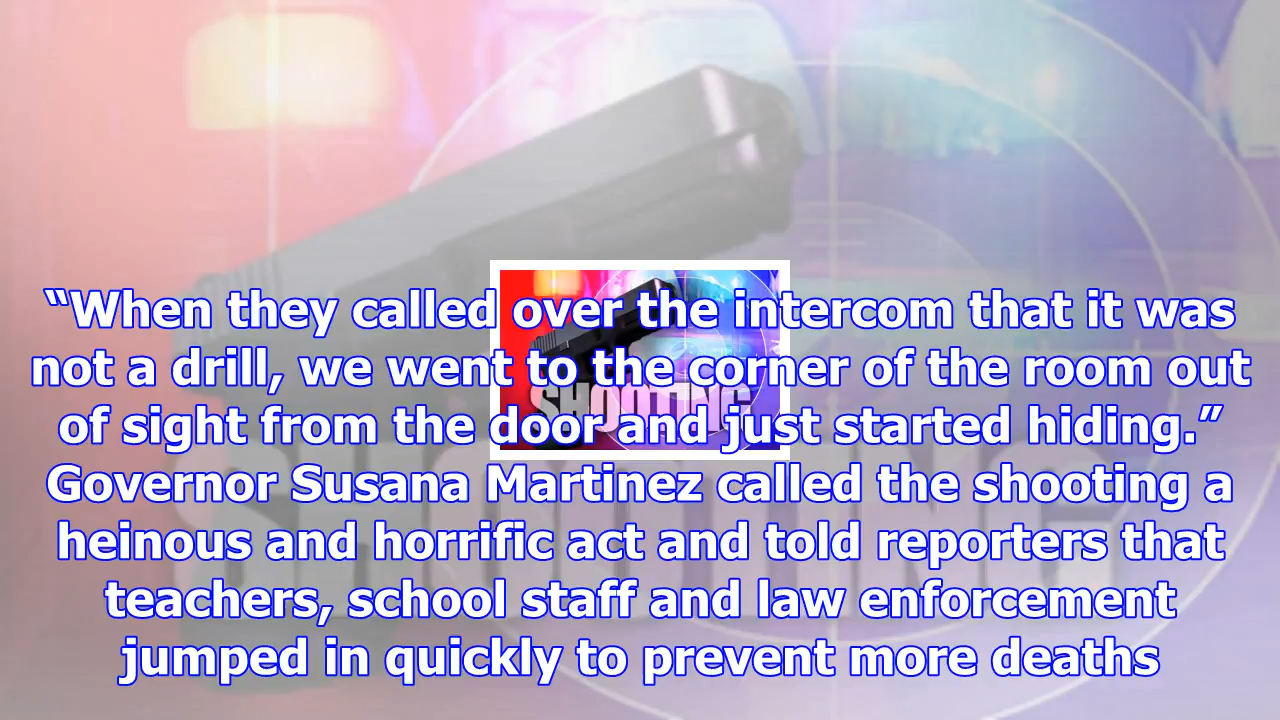 “When they called over the intercom that it was
not a drill, we went to the corner of the room out
of sight from the door and just started hiding.”
Governor Susana Martinez called the shooting a
heinous and horrific act and told reporters that
teachers, school staff and law enforcement
jumped in quickly to prevent more deaths
SHOOTING
SHOOTING